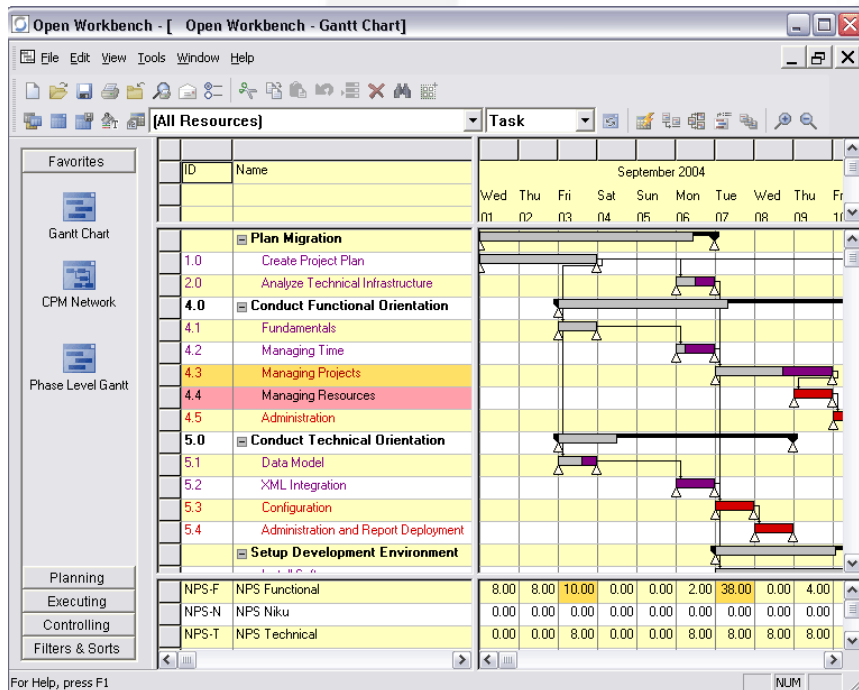 Open Workbench - [ Open Workbench - Gantt Chart]
File Edit View Tools Window Help
(All Resources) Task
Favorites
Gantt Chart
CPM Network
Phase Level Gantt
Planning
Executing
Controlling
Filters & Sorts
ID Name
September 2004
Wed Thu Fri Sat Sun Mon Tue Wed Thu
01 02 03 04 05 06 07 08 09
Plan Migration
1.0 Create Project Plan
2.0 Analyze Technical Infrastructure
4.0 Conduct Functional Orientation
4.1 Fundamentals
4.2 Managing Time
4.3 Managing Projects
4.4 Managing Resources
4.5 Administration
5.0 Conduct Technical Orientation
5.1 Data Model
5.2 XML Integration
5.3 Configuration
5.4 Administration and Report Deployment
Setup Development Environment
NPS-F NPS Functional 8.00 8.00 10.00 0.00 0.00 2.00 38.00 0.00 4.00
NPS-N NPS Niku 0.00 0.00 0.00 0.00 0.00 0.00 0.00 0.00 0.00
NPS-T NPS Technical 0.00 0.00 8.00 0.00 0.00 8.00 8.00 8.00 8.00
For Help, press F1 NUM